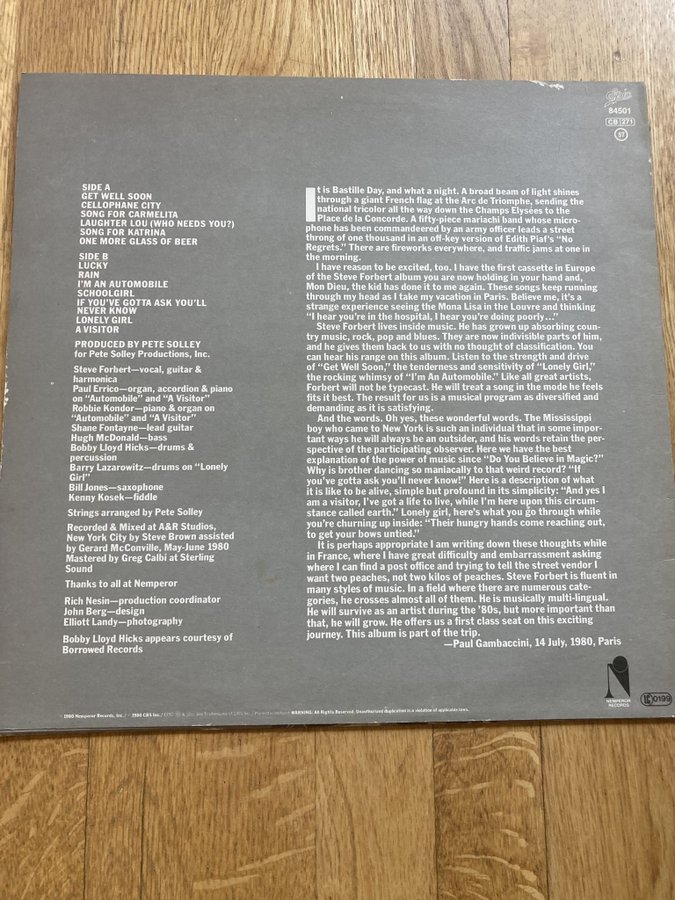 Epic
84501
CB 271
57
SIDE A
GET WELL SOON
CELLOPHANE CITY
SONG FOR CARMELITA
LAUGHTER LOU (WHO NEEDS YOU?)
SONG FOR KATRINA
ONE MORE GLASS OF BEER
SIDE B
LUCKY
RAIN
I'M AN AUTOMOBILE
SCHOOLGIRL
IF YOU'VE GOTTA ASK YOU'LL
NEVER KNOW
LONELY GIRL
A VISITOR
PRODUCED BY PETE SOLLEY
for Pete Solley Productions, Inc.
Steve Forbert—vocal, guitar &
harmonica
Paul Errico—organ, accordion & piano
on “Automobile” and “A Visitor”
Robbie Kondor—piano & organ on
“Automobile” and “A Visitor”
Shane Fontayne—lead guitar
Hugh McDonald—bass
Bobby Lloyd Hicks—drums &
percussion
Barry Lazarowitz—drums on “Lonely
Girl”
Bill Jones—saxophone
Kenny Kosek—fiddle
Strings arranged by Pete Solley
Recorded & Mixed at A&R Studios,
New York City by Steve Brown assisted
by Gerard McConville, May-June 1980
Mastered by Greg Calbi at Sterling
Sound
Thanks to all at Nemperor
Rich Nesin—production coordinator
John Berg—design
Elliott Landy—photography
Bobby Lloyd Hicks appears courtesy of
Borrowed Records
It is Bastille Day, and what a night. A broad beam of light shines
through a giant French flag at the Arc de Triomphe, sending the
national tricolor all the way down the Champs Elysées to the
Place de la Concorde. A fifty-piece mariachi band whose micro-
phone has been commandeered by an army officer leads a street
throng of one thousand in an off-key version of Edith Piaf's “No
Regrets.” There are fireworks everywhere, and traffic jams at one in
the morning.
I have reason to be excited, too. I have the first cassette in Europe
of the Steve Forbert album you are now holding in your hand and,
Mon Dieu, the kid has done it to me again. These songs keep running
through my head as I take my vacation in Paris. Believe me, it's a
strange experience seeing the Mona Lisa in the Louvre and thinking
“I hear you're in the hospital, I hear you're doing poorly...”
Steve Forbert lives inside music. He has grown up absorbing coun-
try music, rock, pop and blues. They are now indivisible parts of him,
and he gives them back to us with no thought of classification. You
can hear his range on this album. Listen to the strength and drive
of “Get Well Soon,” the tenderness and sensitivity of “Lonely Girl,”
the rocking whimsy of “I'm An Automobile.” Like all great artists,
Forbert will not be typecast. He will treat a song in the mode he feels
fits it best. The result for us is a musical program as diversified and
demanding as it is satisfying.
And the words. Oh yes, these wonderful words. The Mississippi
boy who came to New York is such an individual that in some impor-
tant ways he will always be an outsider, and his words retain the per-
spective of the participating observer. Here we have the best
explanation of the power of music since “Do You Believe in Magic?”
Why is brother dancing so maniacally to that weird record? “If
you've gotta ask you'll never know!” Here is a description of what
it is like to be alive, simple but profound in its simplicity: “And yes I
am a visitor, I've got a life to live, while I'm here upon this circum-
stance called earth.” Lonely girl, here's what you go through while
you're churning up inside: “Their hungry hands come reaching out,
to get your bows untied.”
It is perhaps appropriate I am writing down these thoughts while
in France, where I have great difficulty and embarrassment asking
where I can find a post office and trying to tell the street vendor I
want two peaches, not two kilos of peaches. Steve Forbert is fluent in
many styles of music. In a field where there are numerous cate-
gories, he crosses almost all of them. He is musically multi-lingual.
He will survive as an artist during the '80s, but more important than
that, he will grow. He offers us a first class seat on this exciting
journey. This album is part of the trip.
—Paul Gambaccini, 14 July, 1980, Paris
NEMPEROR
RECORDS
LC 0199
1980 Nemperor Records, Inc./ 1980 CBS Inc./ WARNING: All Rights Reserved. Unauthorized duplication is a violation of applicable laws.